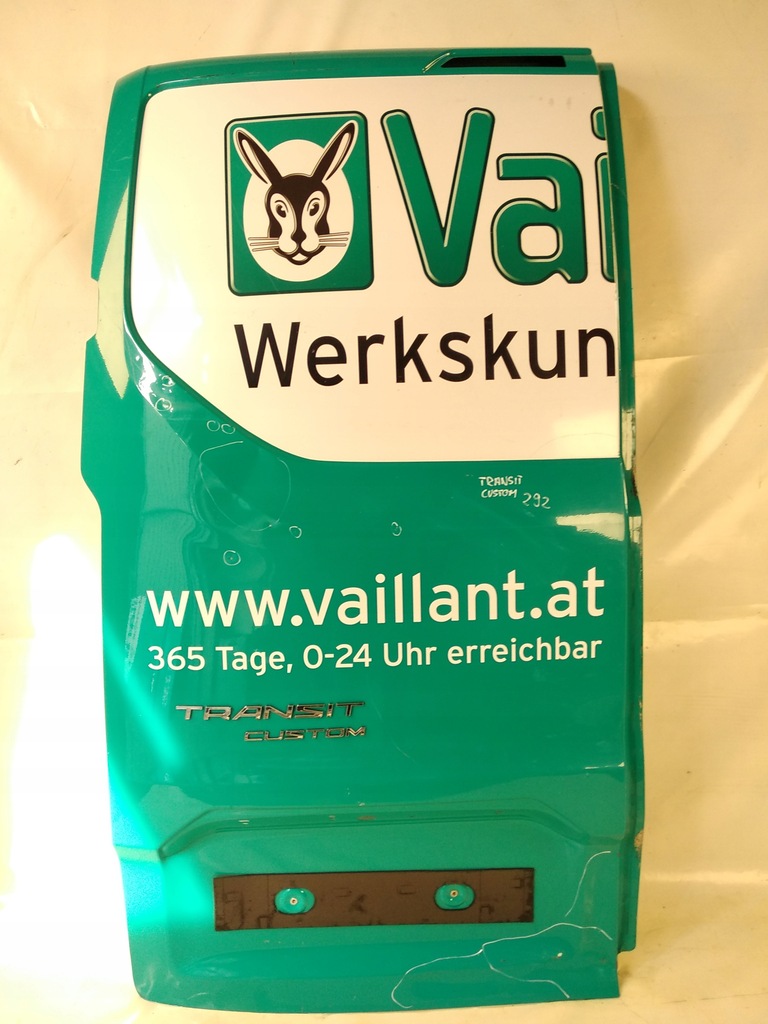 Vai
Werkskun
TRANSIT
CUSTOM 292
www.vaillant.at
365 Tage, 0-24 Uhr erreichbar
TRANSIT
CUSTOM